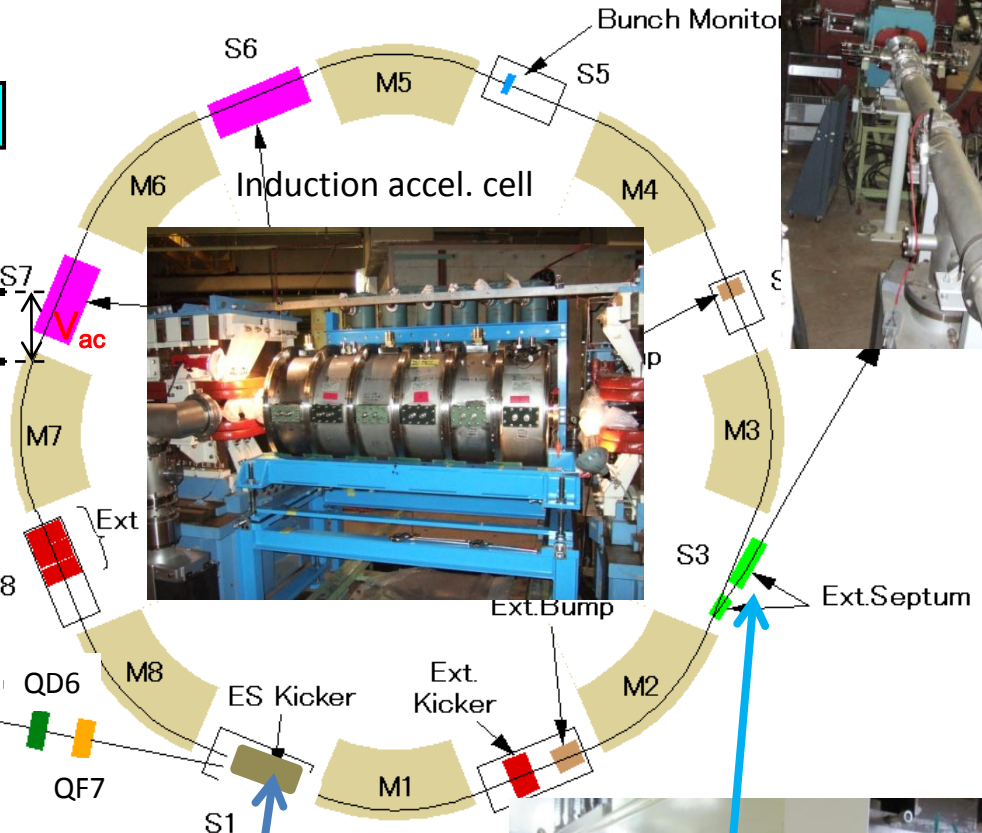 Bunch Monitor
S6
M5
S5
M6
Induction accel. cell
M4
S7
V
ac
M7
M3
Ext
S3
8
Ext.Septum
Ext.Bump
M8
M2
QD6
ES Kicker
Ext.
Kicker
QF7
M1
S1